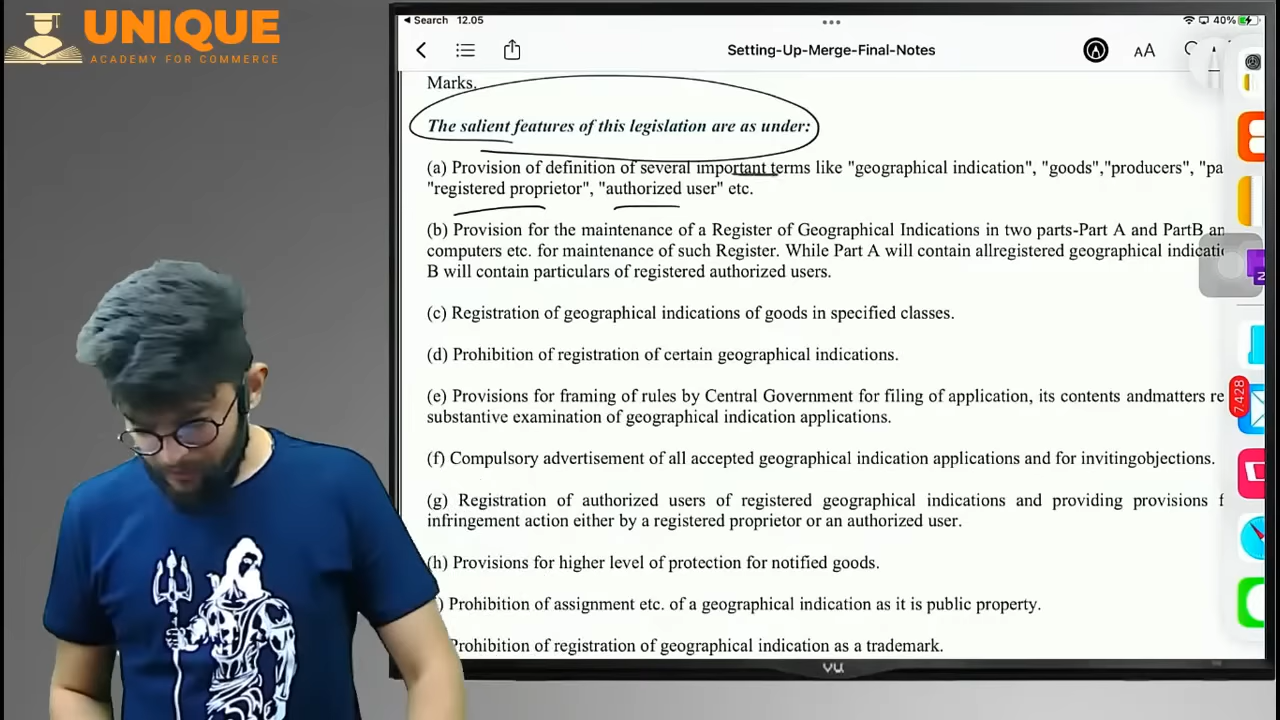 UNIQUE
ACADEMY FOR COMMERCE
Search 12.05
40%
Setting-Up-Merge-Final-Notes
AA
Marks.
The salient features of this legislation are as under:
(a) Provision of definition of several important terms like "geographical indication", "goods","producers", "pa
"registered proprietor", "authorized user" etc.
(b) Provision for the maintenance of a Register of Geographical Indications in two parts-Part A and PartB an
computers etc. for maintenance of such Register. While Part A will contain allregistered geographical indicati
B will contain particulars of registered authorized users.
(c) Registration of geographical indications of goods in specified classes.
(d) Prohibition of registration of certain geographical indications.
(e) Provisions for framing of rules by Central Government for filing of application, its contents andmatters re
substantive examination of geographical indication applications.
(f) Compulsory advertisement of all accepted geographical indication applications and for invitingobjections.
(g) Registration of authorized users of registered geographical indications and providing provisions f
infringement action either by a registered proprietor or an authorized user.
(h) Provisions for higher level of protection for notified goods.
) Prohibition of assignment etc. of a geographical indication as it is public property.
Prohibition of registration of geographical indication as a trademark.
7.428
N
vu